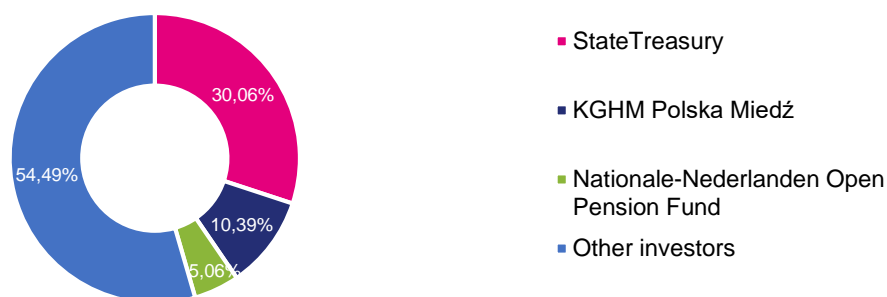 30,06%
10,39%
5,06%
54,49%
StateTreasury
KGHM Polska Miedź
Nationale-Nederlanden Open
Pension Fund
Other investors